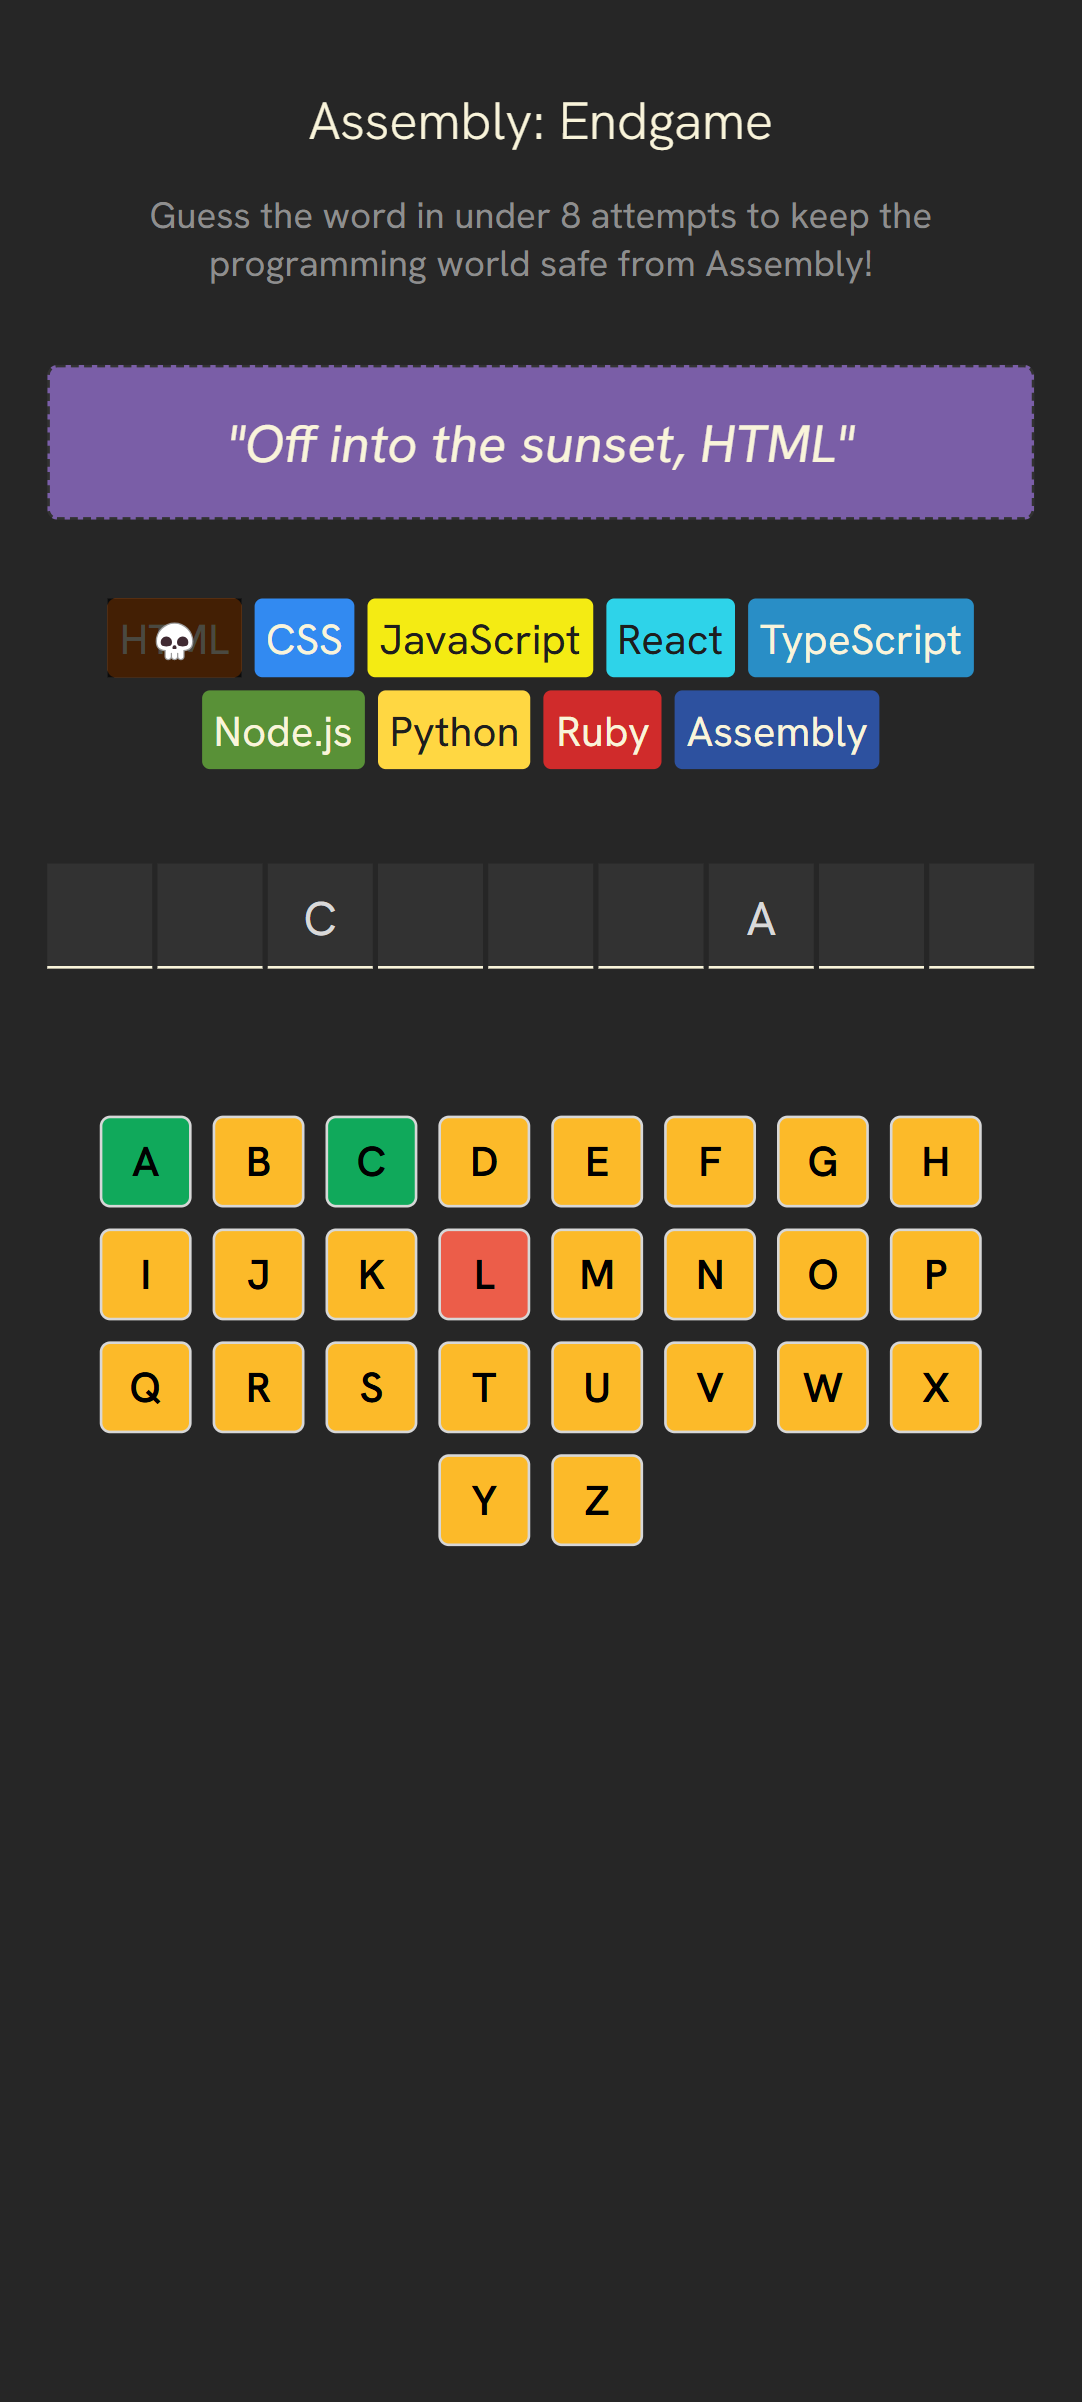 Assembly: Endgame
Guess the word in under 8 attempts to keep the
programming world safe from Assembly!
"Off into the sunset, HTML"
HTML CSS JavaScript React TypeScript
Node.js Python Ruby Assembly
C A
A B C D E F G H
I J K L M N O P
Q R S T U V W X
Y Z